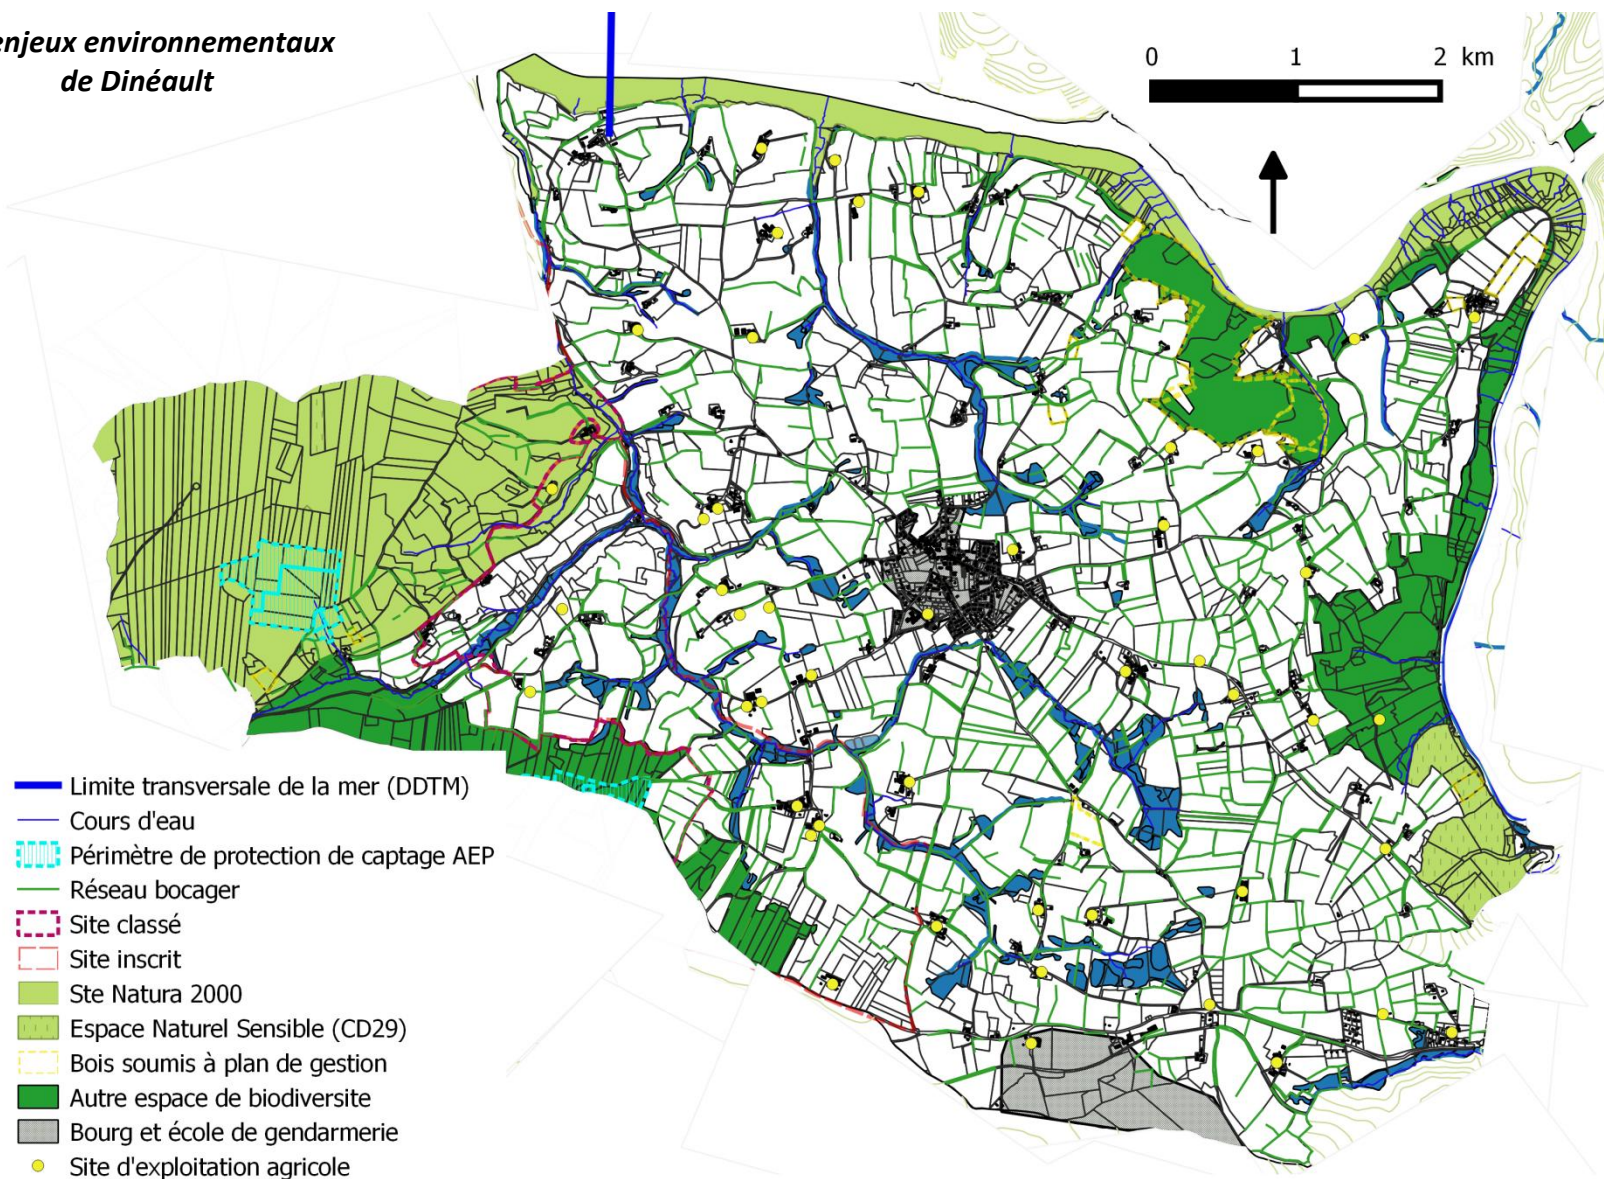 enjeux environnementaux
de Dinéault
0 1 2 km
Limite transversale de la mer (DDTM)
Cours d'eau
Périmètre de protection de captage AEP
Réseau bocager
Site classé
Site inscrit
Ste Natura 2000
Espace Naturel Sensible (CD29)
Bois soumis à plan de gestion
Autre espace de biodiversite
Bourg et école de gendarmerie
Site d'exploitation agricole